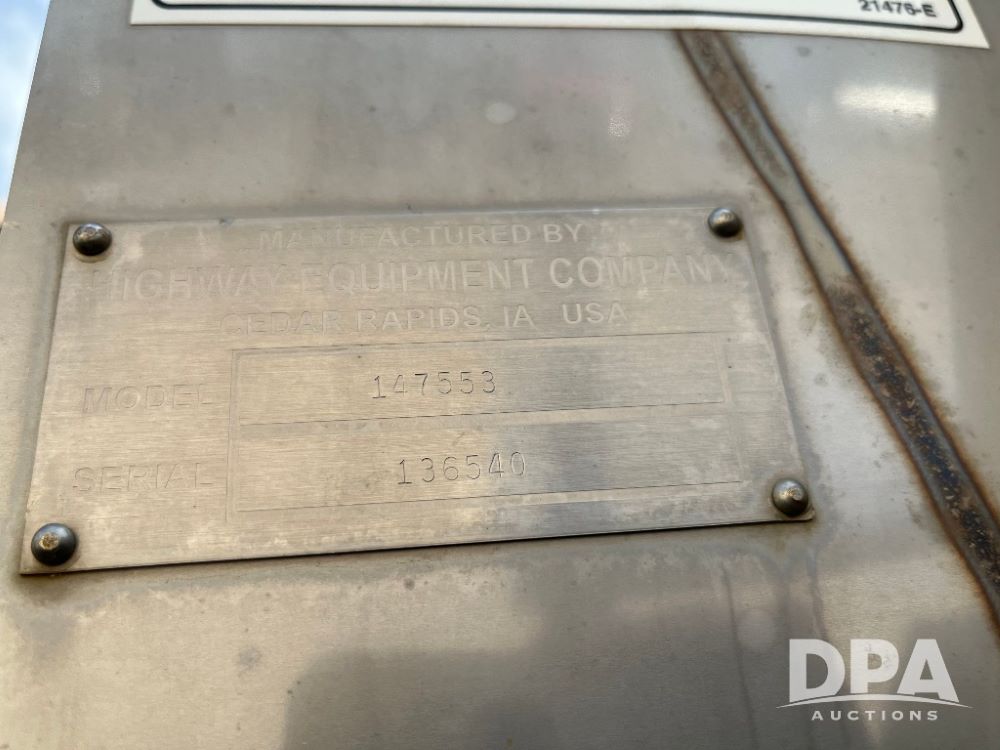 21476-E
MANUFACTURED BY
HIGHWAY EQUIPMENT COMPANY
CEDAR RAPIDS, IA USA
MODEL 147553
SERIAL 136540
DPA
AUCTIONS